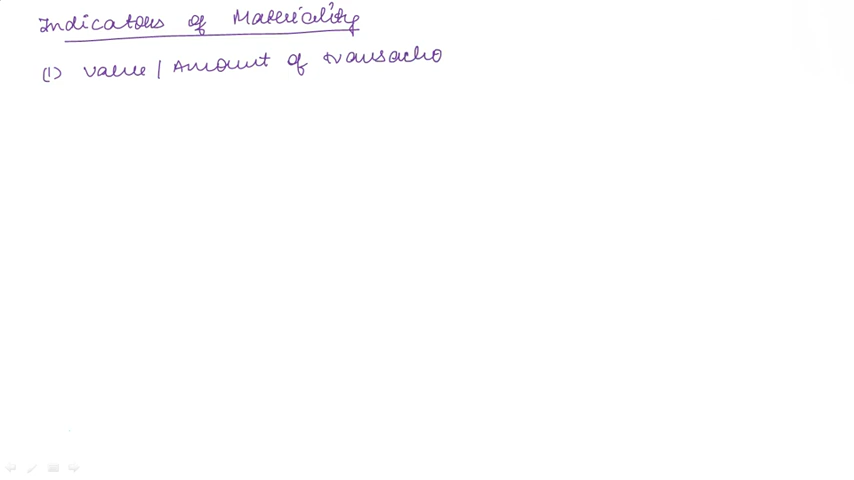 Indicators of Materiality
(1) Value / Amount of transactio